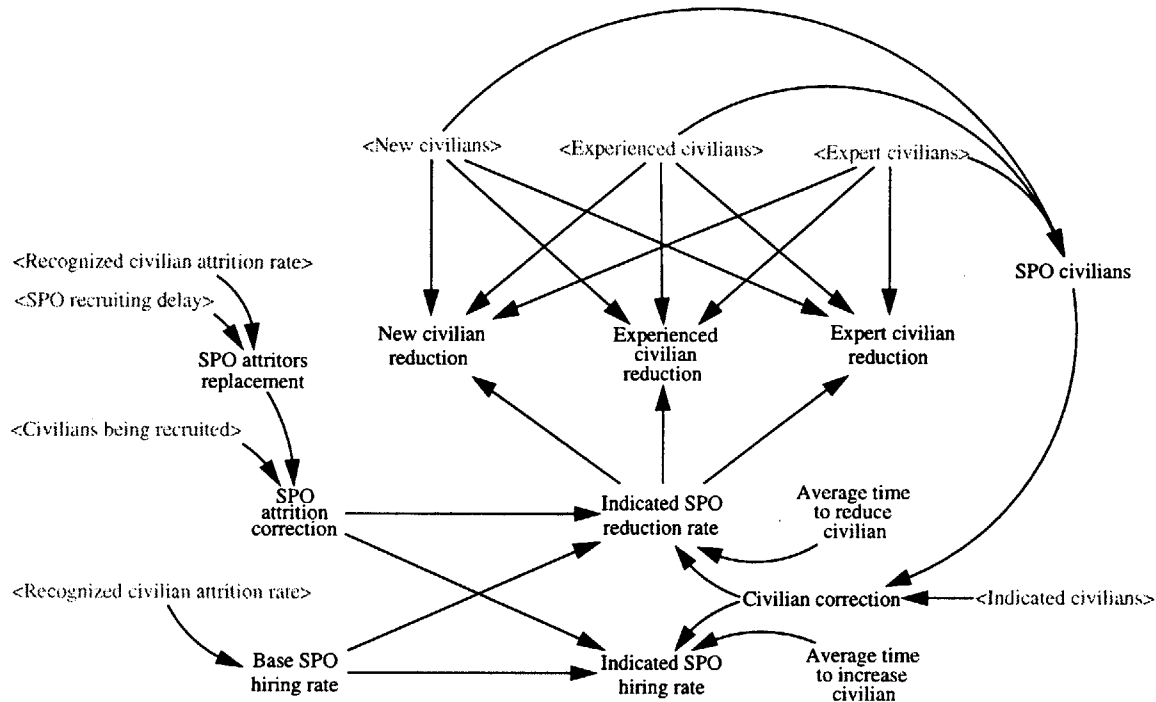 <New civilians>
<Experienced civilians>
<Expert civilians>
<Recognized civilian attrition rate>
SPO civilians
<SPO recruiting delay>
New civilian
reduction
Experienced
civilian
reduction
Expert civilian
reduction
SPO attritors
replacement
<Civilians being recruited>
SPO
attrition
correction
Indicated SPO
reduction rate
Average time
to reduce
civilian
<Recognized civilian attrition rate>
Civilian correction
<Indicated civilians>
Base SPO
hiring rate
Indicated SPO
hiring rate
Average time
to increase
civilian